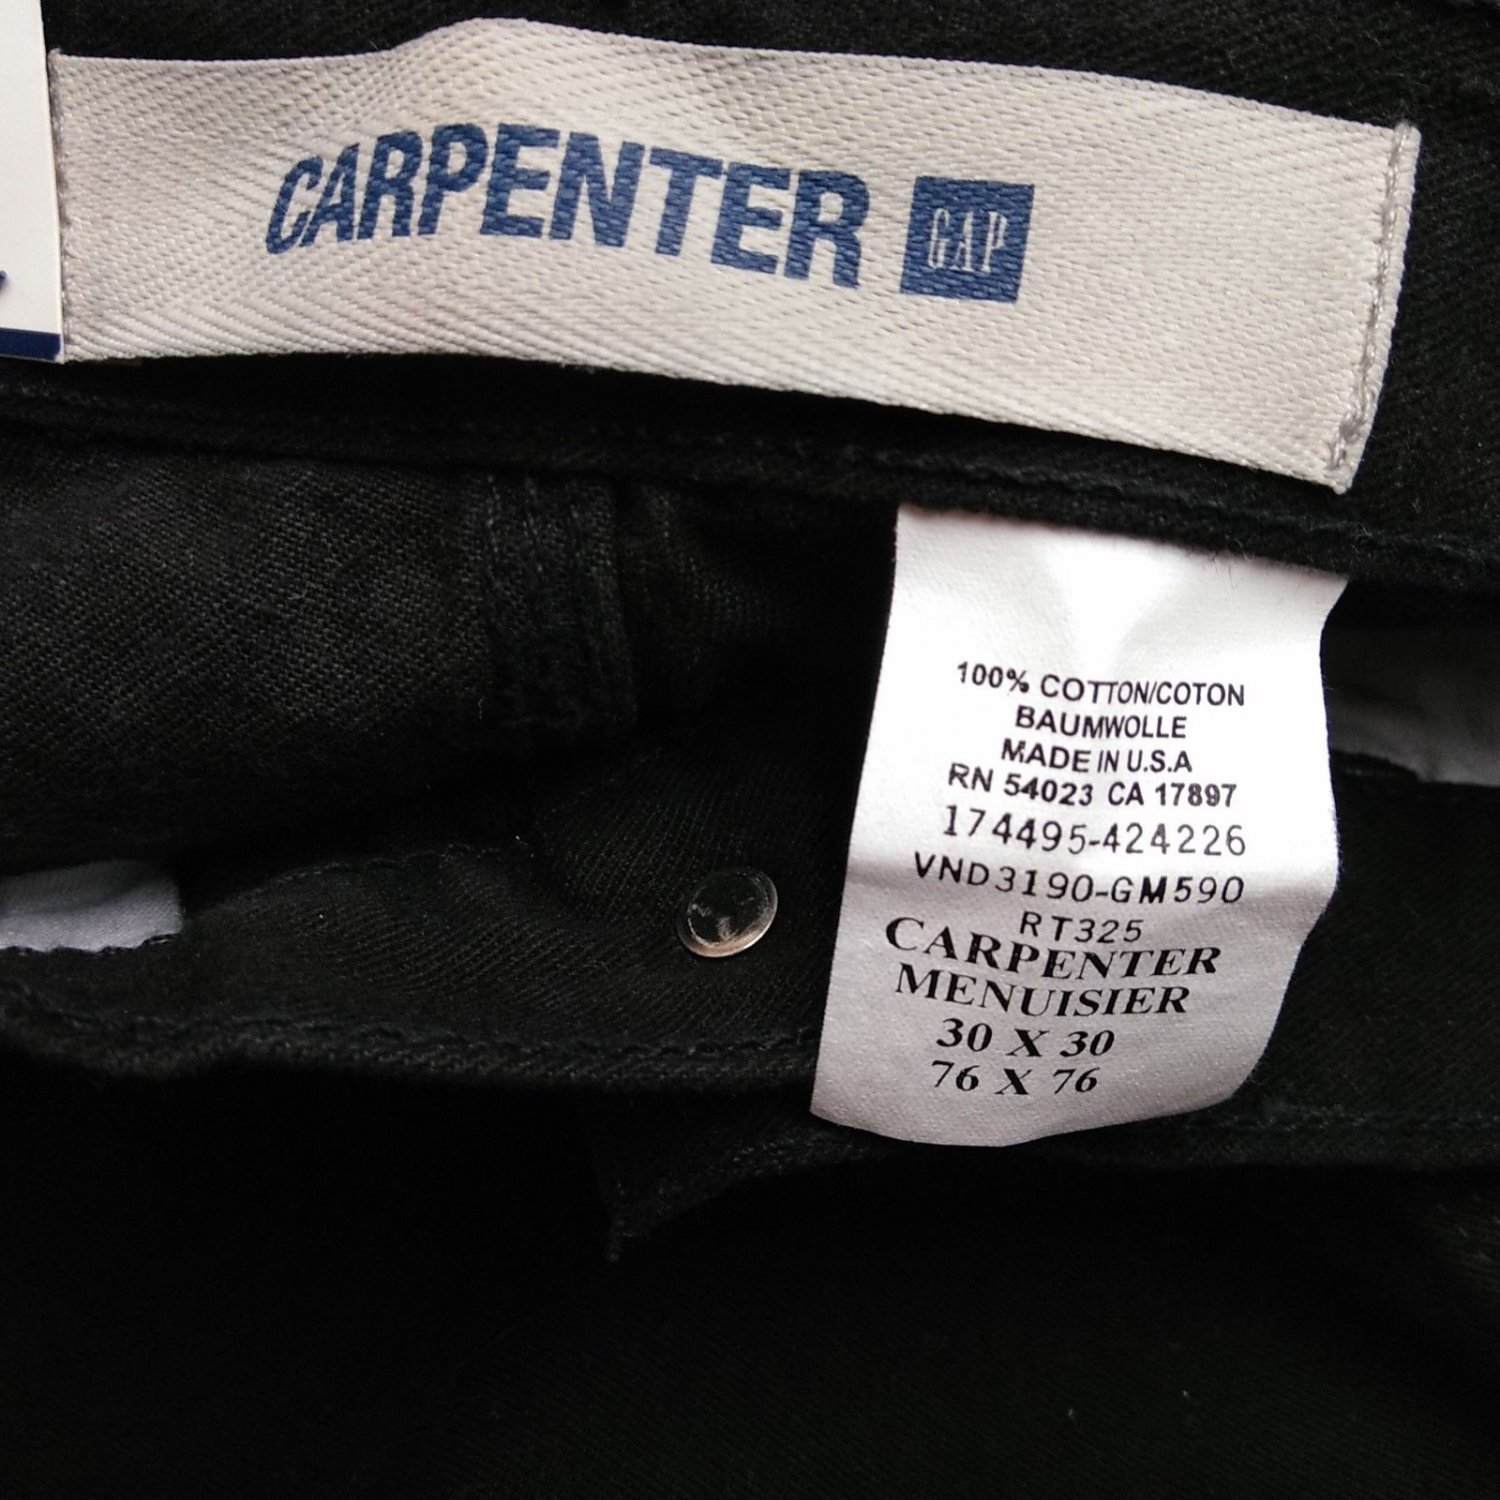 CARPENTER GAP
100% COTTON/COTON
BAUMWOLLE
MADE IN U.S.A
RN 54023 CA 17897
174495-424226
VND3190-GM590
RT325
CARPENTER
MENUISIER
30 X 30
76 X 76